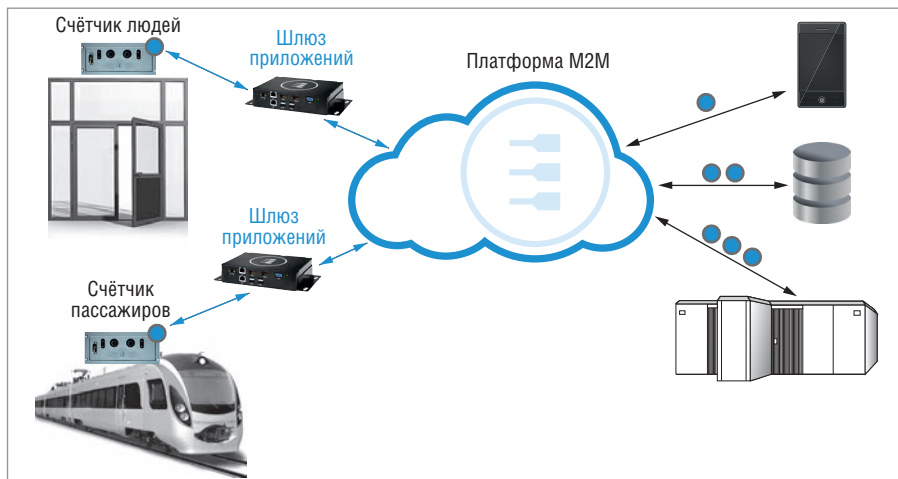 Счётчик людей
Шлюз
приложений
Платформа M2M
Шлюз
приложений
Счётчик
пассажиров